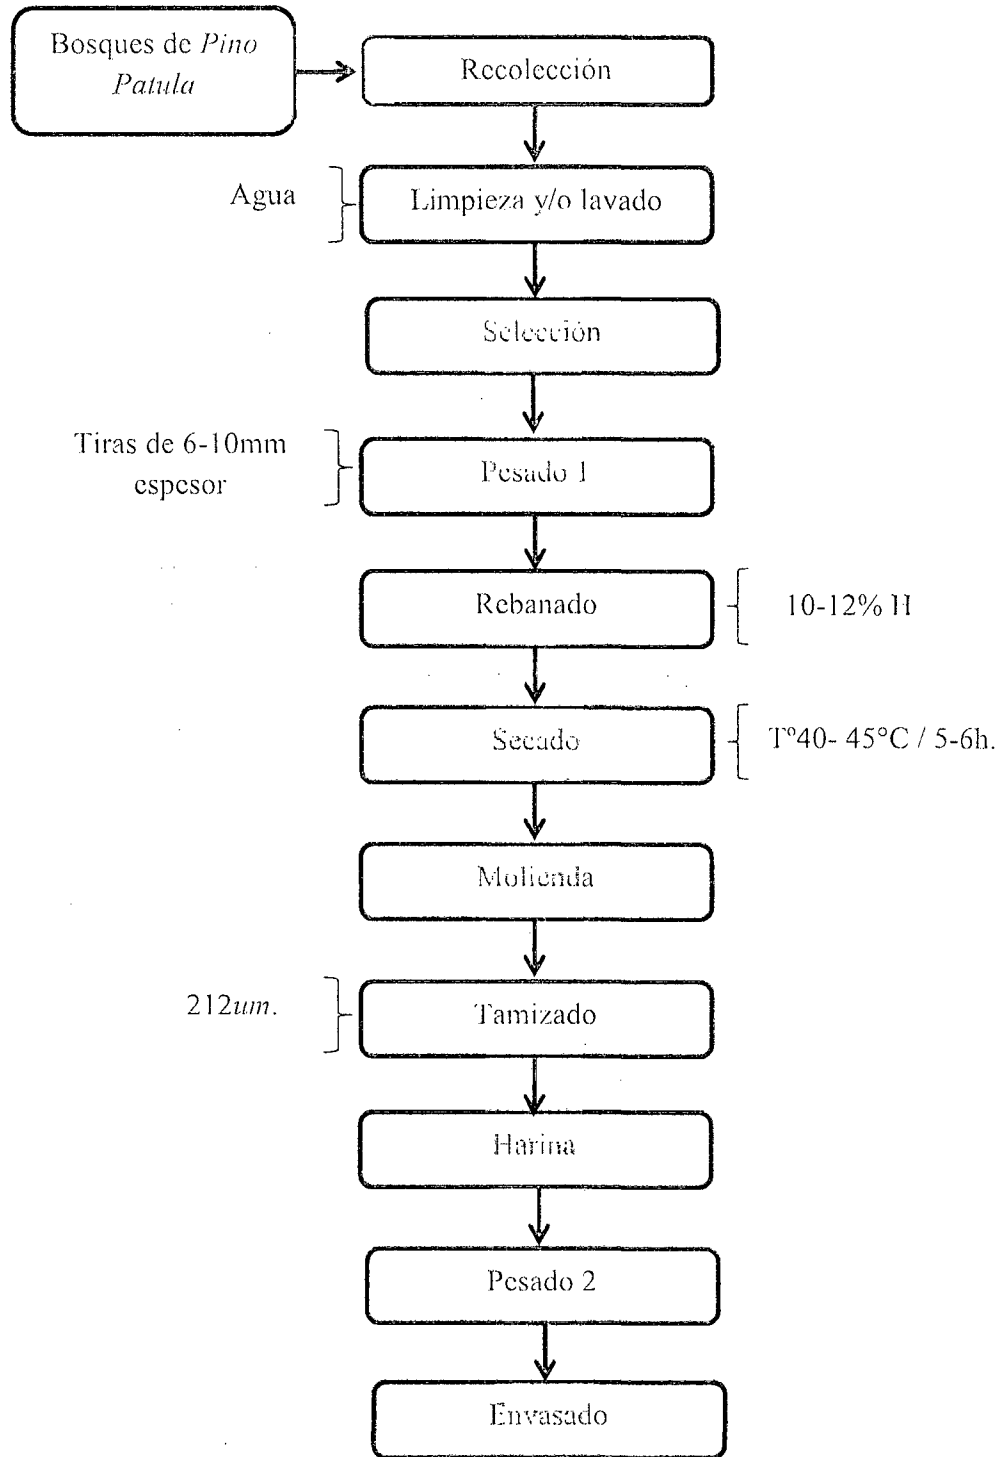 Bosques de Pino
Patula
Recolección
Agua
Limpieza y/o lavado
Selección
Tiras de 6-10mm
espesor
Pesado 1
Rebanado
10-12% H
Secado
Tº40- 45°C / 5-6h.
Molienda
212um.
Tamizado
Harina
Pesado 2
Envasado